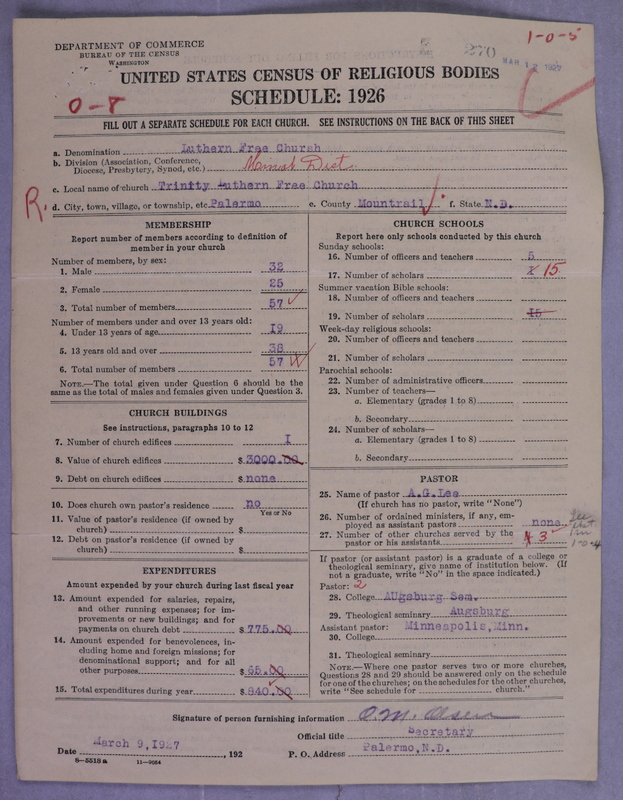 DEPARTMENT OF COMMERCE
BUREAU OF THE CENSUS
WASHINGTON
270
MAR 12 1927
1-0-5
0-8
UNITED STATES CENSUS OF RELIGIOUS BODIES
SCHEDULE: 1926
FILL OUT A SEPARATE SCHEDULE FOR EACH CHURCH. SEE INSTRUCTIONS ON THE BACK OF THIS SHEET
a. Denomination Luthern Free Church
b. Division (Association, Conference, Diocese, Presbytery, Synod, etc.) Dist.
c. Local name of church Trinity Luthern Free Church
R. d. City, town, village, or township, etc. Palermo e. County Mountrail f. State N.D.
MEMBERSHIP
Report number of members according to definition of
member in your church
Number of members, by sex:
1. Male 32
2. Female 25
3. Total number of members 57
Number of members under and over 13 years old:
4. Under 13 years of age 19
5. 13 years old and over 38
6. Total number of members 57
NOTE.—The total given under Question 6 should be the
same as the total of males and females given under Question 3.
CHURCH BUILDINGS
See instructions, paragraphs 10 to 12
7. Number of church edifices I
8. Value of church edifices $ 3000.00
9. Debt on church edifices $ none
10. Does church own pastor's residence no
Yes or No
11. Value of pastor's residence (if owned by
church) $
12. Debt on pastor's residence (if owned by
church) $
EXPENDITURES
Amount expended by your church during last fiscal year
13. Amount expended for salaries, repairs,
and other running expenses; for im-
provements or new buildings; and for
payments on church debt $ 775.00
14. Amount expended for benevolences, in-
cluding home and foreign missions; for
denominational support; and for all
other purposes $ 65.00
15. Total expenditures during year $ 840.00
CHURCH SCHOOLS
Report here only schools conducted by this church
Sunday schools:
16. Number of officers and teachers 5
17. Number of scholars 15
Summer vacation Bible schools:
18. Number of officers and teachers
19. Number of scholars 15
Week-day religious schools:
20. Number of officers and teachers
21. Number of scholars
Parochial schools:
22. Number of administrative officers
23. Number of teachers—
a. Elementary (grades 1 to 8)
b. Secondary
24. Number of scholars—
a. Elementary (grades 1 to 8)
b. Secondary
PASTOR
25. Name of pastor A.G.Lee
(If church has no pastor, write "None")
26. Number of ordained ministers, if any, em-
ployed as assistant pastors none
27. Number of other churches served by the
pastor or his assistants 3
See
1-0-4
If pastor (or assistant pastor) is a graduate of a college or
theological seminary, give name of institution below. (If
not a graduate, write "No" in the space indicated.)
Pastor: 2
28. College AUgsburg Sem.
29. Theological seminary Augsburg
Assistant pastor: Minneapolis, Minn.
30. College
31. Theological seminary
NOTE.—Where one pastor serves two or more churches,
Questions 28 and 29 should be answered only on the schedule
for one of the churches; on the schedules for the other churches,
write "See schedule for church."
Signature of person furnishing information O.M. Olsen
Official title Secretary
Date March 9, I927, 192 P. O. Address Palermo, N.D.
8-5518 a 11-9034